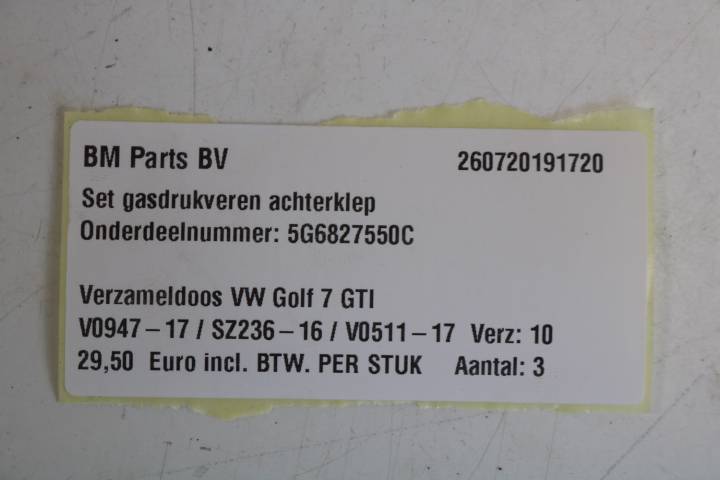 BM Parts BV 260720191720
Set gasdrukveren achterklep
Onderdeelnummer: 5G6827550C
Verzameldoos VW Golf 7 GTI
V0947-17 / SZ236-16 / V0511-17 Verz: 10
29,50 Euro incl. BTW. PER STUK Aantal: 3